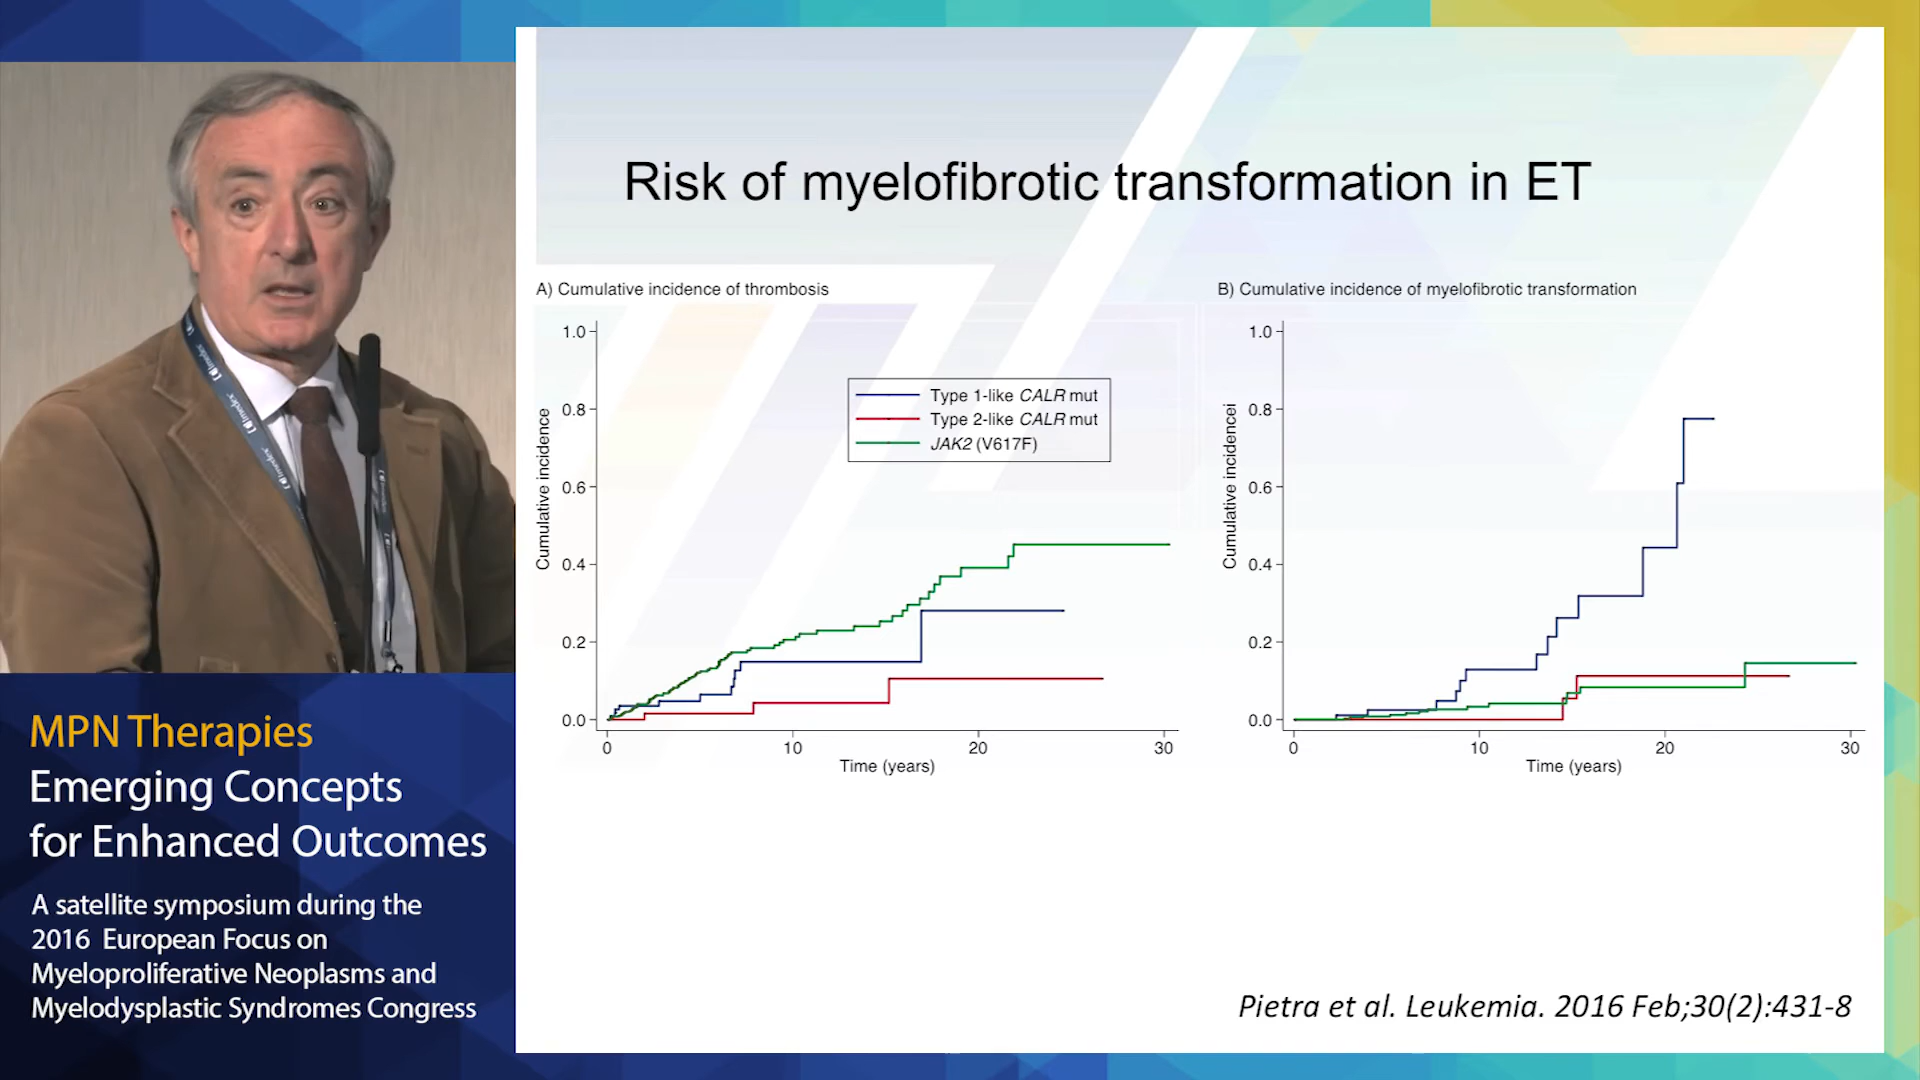 Risk of myelofibrotic transformation in ET
A) Cumulative incidence of thrombosis
1.0
0.8
0.6
0.4
0.2
0.0
Cumulative incidence
Type 1-like CALR mut
Type 2-like CALR mut
JAK2 (V617F)
0
10
20
30
Time (years)
B) Cumulative incidence of myelofibrotic transformation
1.0
0.8
0.6
0.4
0.2
0.0
Cumulative incidencei
0
10
20
30
Time (years)
Pietra et al. Leukemia. 2016 Feb;30(2):431-8
MPN Therapies
Emerging Concepts
for Enhanced Outcomes
A satellite symposium during the
2016 European Focus on
Myeloproliferative Neoplasms and
Myelodysplastic Syndromes Congress